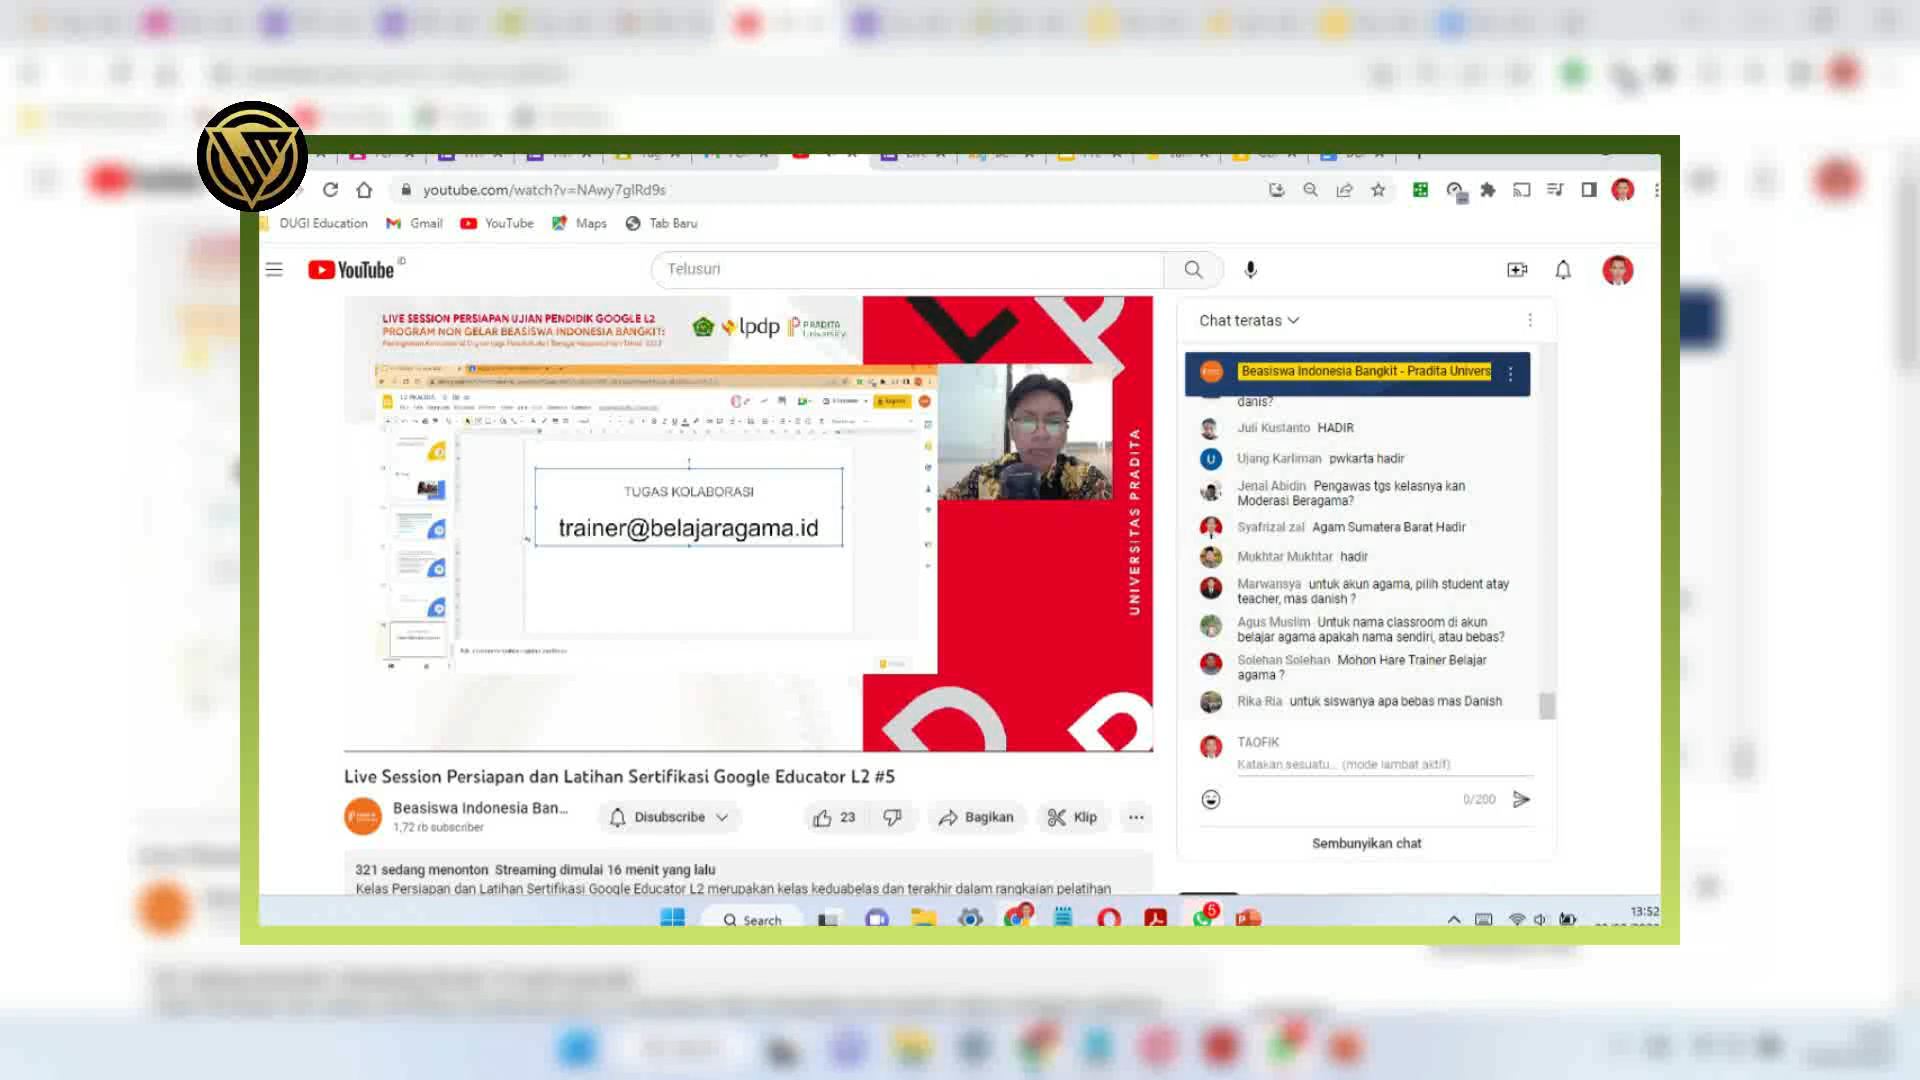 youtube.com/watch?v=NAwy7glRd9s
DUGI Education
Gmail
YouTube
Maps
Tab Baru
YouTube ID
Telusuri
LIVE SESSION PERSIAPAN UJIAN PENDIDIK GOOGLE L2
PROGRAM NON GELAR BEASISWA INDONESIA BANGKIT:
lpdp
PRADITA
University
TUGAS KOLABORASI
trainer@belajaragama.id
UNIVERSITAS PRADITA
Chat teratas
Beasiswa Indonesia Bangkit - Pradita Univers
danis?
Juli Kustanto HADIR
Ujang Karliman pwkarta hadir
Jenal Abidin Pengawas tgs kelasnya kan
Moderasi Beragama?
Syafrizal zal Agam Sumatera Barat Hadir
Mukhtar Mukhtar hadir
Marwansya untuk akun agama, pilih student atay
teacher, mas danish ?
Agus Muslim Untuk nama classroom di akun
belajar agama apakah nama sendiri, atau bebas?
Solehan Solehan Mohon Hare Trainer Belajar
agama ?
Rika Ria untuk siswanya apa bebas mas Danish
TAOFIK
Katakan sesuatu... (mode lambat aktif)
0/200
Sembunyikan chat
Live Session Persiapan dan Latihan Sertifikasi Google Educator L2 #5
Beasiswa Indonesia Ban...
1,72 rb subscriber
Disubscribe
23
Bagikan
Klip
321 sedang menonton Streaming dimulai 16 menit yang lalu
Kelas Persiapan dan Latihan Sertifikasi Google Educator L2 merupakan kelas keduabelas dan terakhir dalam rangkaian pelatihan
Search
5
13:52